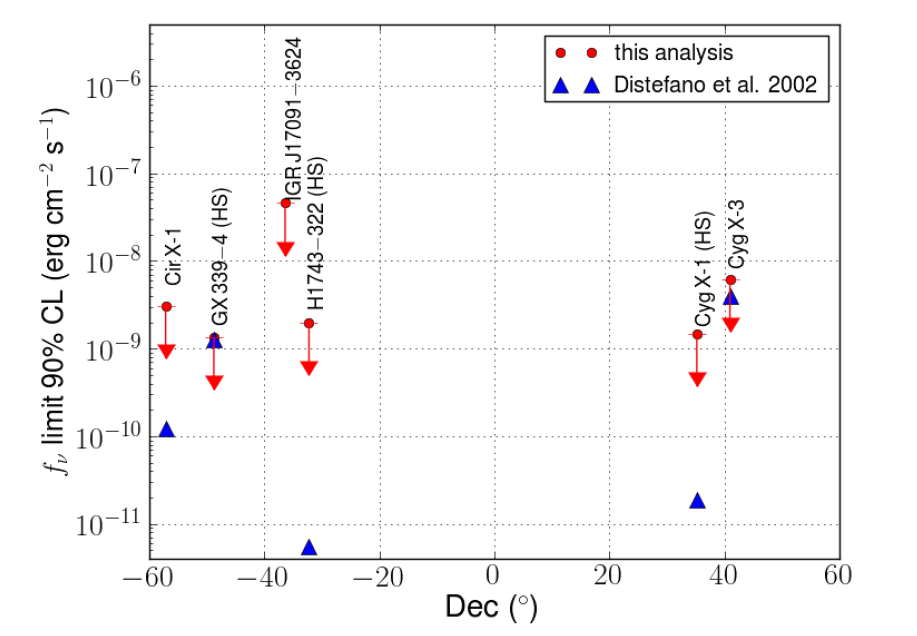 this analysis
Distefano et al. 2002
f_ν limit 90% CL (erg cm⁻² s⁻¹)
10⁻⁶
10⁻⁷
10⁻⁸
10⁻⁹
10⁻¹⁰
10⁻¹¹
Cir X-1
GX 339−4 (HS)
IGRJ17091−3624
H1743−322 (HS)
Cyg X-1 (HS)
Cyg X-3
−60
−40
−20
0
20
40
60
Dec (°)